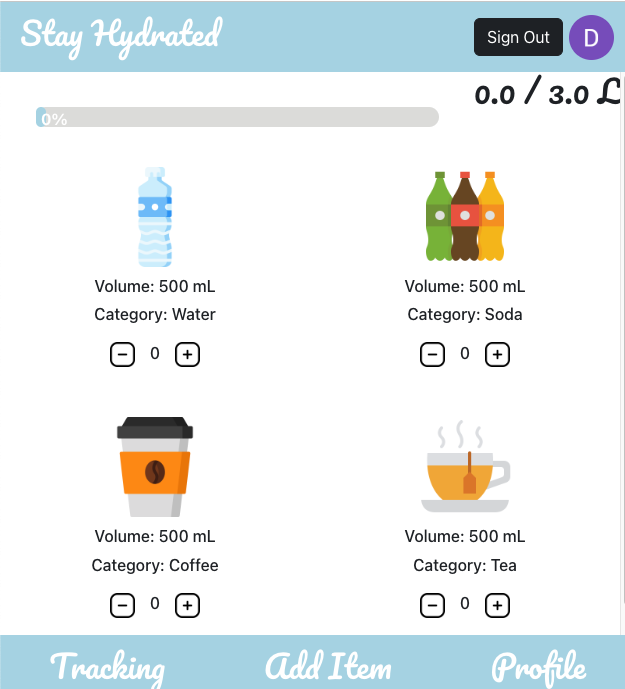 Stay Hydrated
Sign Out
D
0.0 / 3.0 L
0%
Volume: 500 mL
Category: Water
− 0 +
Volume: 500 mL
Category: Soda
− 0 +
Volume: 500 mL
Category: Coffee
− 0 +
Volume: 500 mL
Category: Tea
− 0 +
Tracking
Add Item
Profile